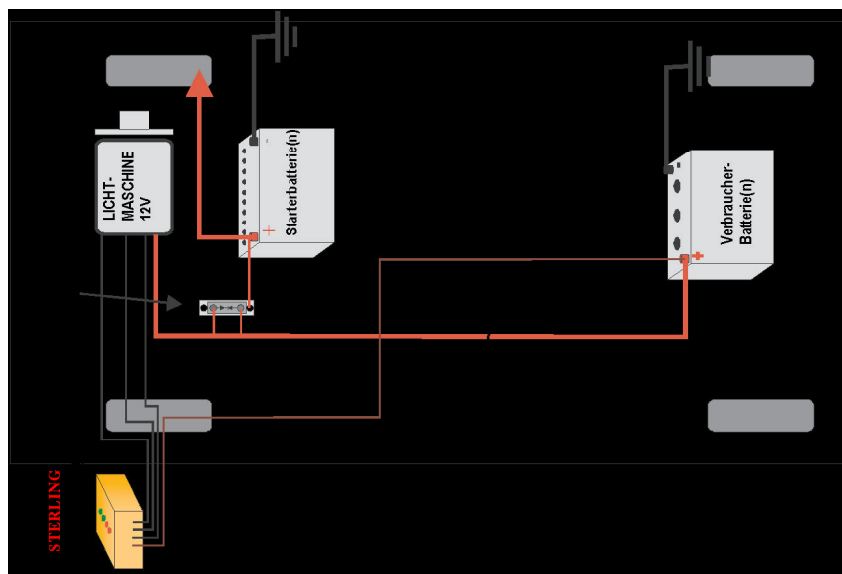 LICHT-
MASCHINE
12V
Starterbatterie(n)
-
+
Verbraucher-
Batterie(n)
-
+
STERLING